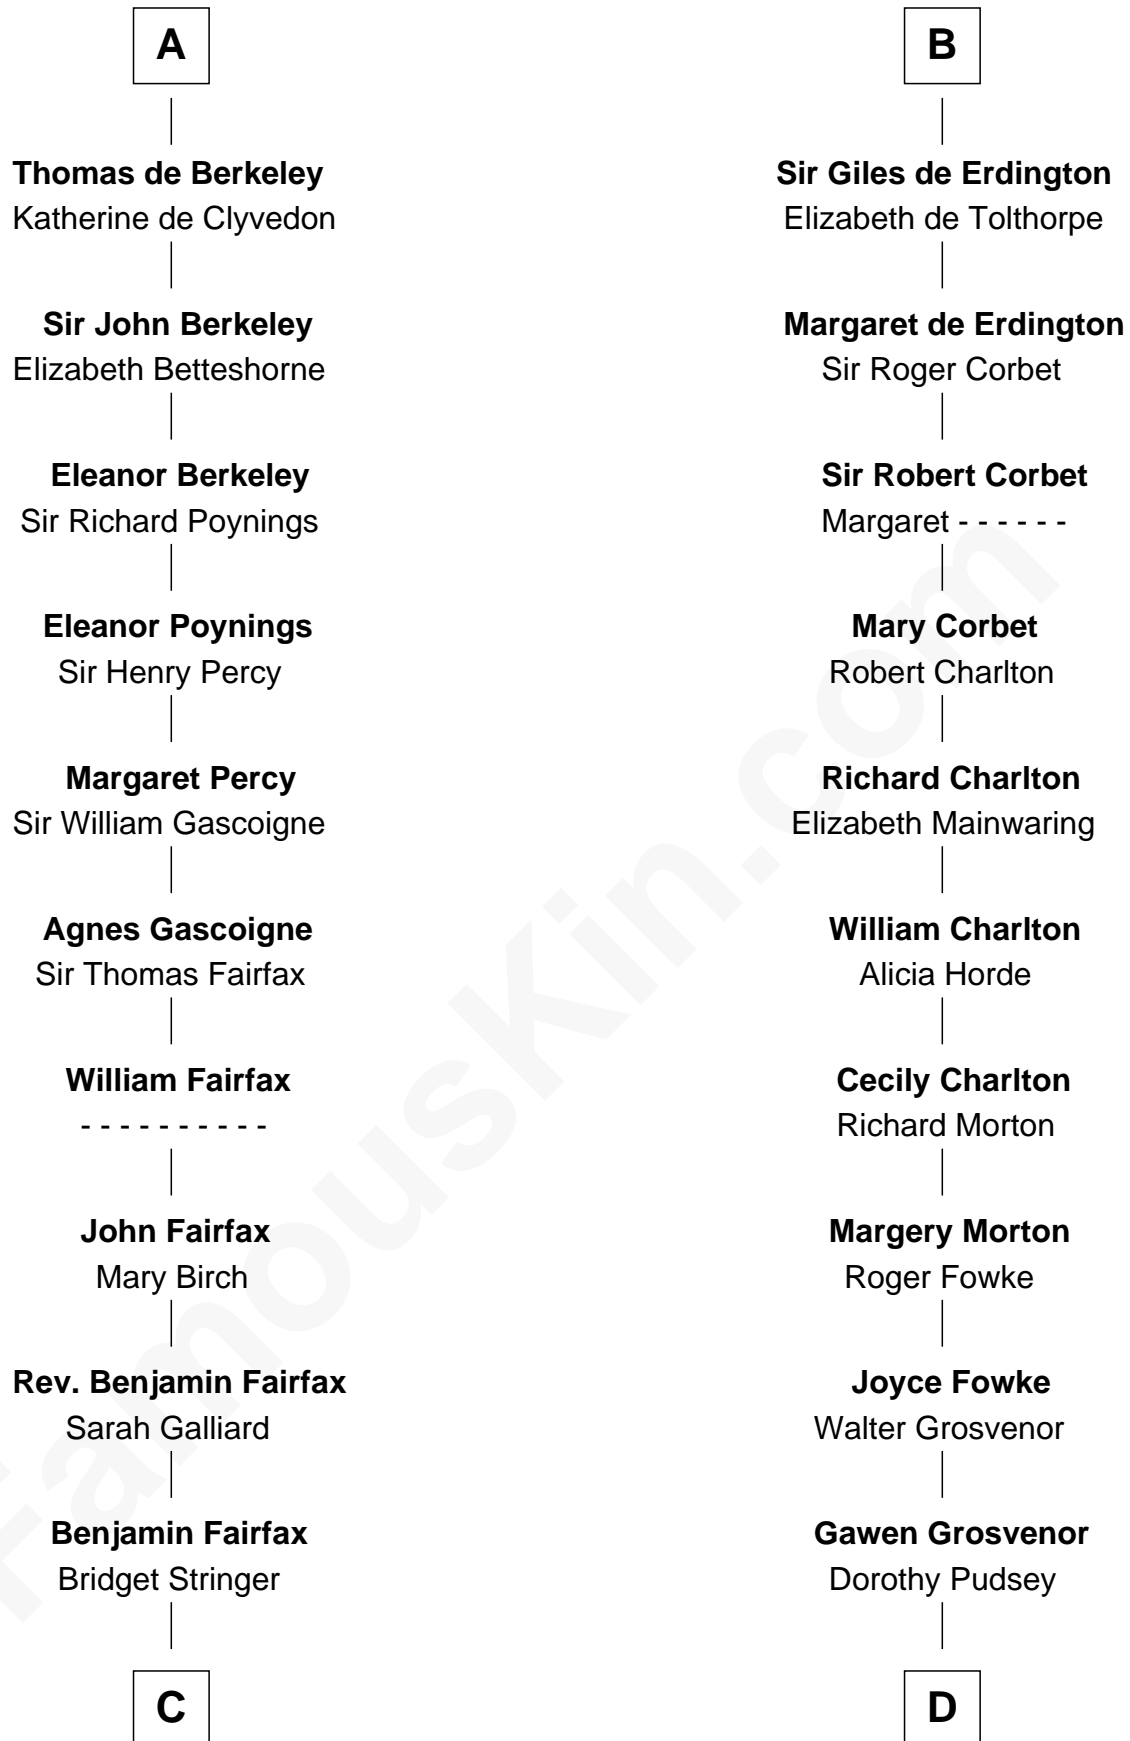 A
Thomas de Berkeley
Katherine de Clyvedon
Sir John Berkeley
Elizabeth Betteshorne
Eleanor Berkeley
Sir Richard Poynings
Eleanor Poynings
Sir Henry Percy
Margaret Percy
Sir William Gascoigne
Agnes Gascoigne
Sir Thomas Fairfax
William Fairfax
- - - - - - - - - -
John Fairfax
Mary Birch
Rev. Benjamin Fairfax
Sarah Galliard
Benjamin Fairfax
Bridget Stringer
C
B
Sir Giles de Erdington
Elizabeth de Tolthorpe
Margaret de Erdington
Sir Roger Corbet
Sir Robert Corbet
Margaret - - - - - -
Mary Corbet
Robert Charlton
Richard Charlton
Elizabeth Mainwaring
William Charlton
Alicia Horde
Cecily Charlton
Richard Morton
Margery Morton
Roger Fowke
Joyce Fowke
Walter Grosvenor
Gawen Grosvenor
Dorothy Pudsey
D
FamousKin.com